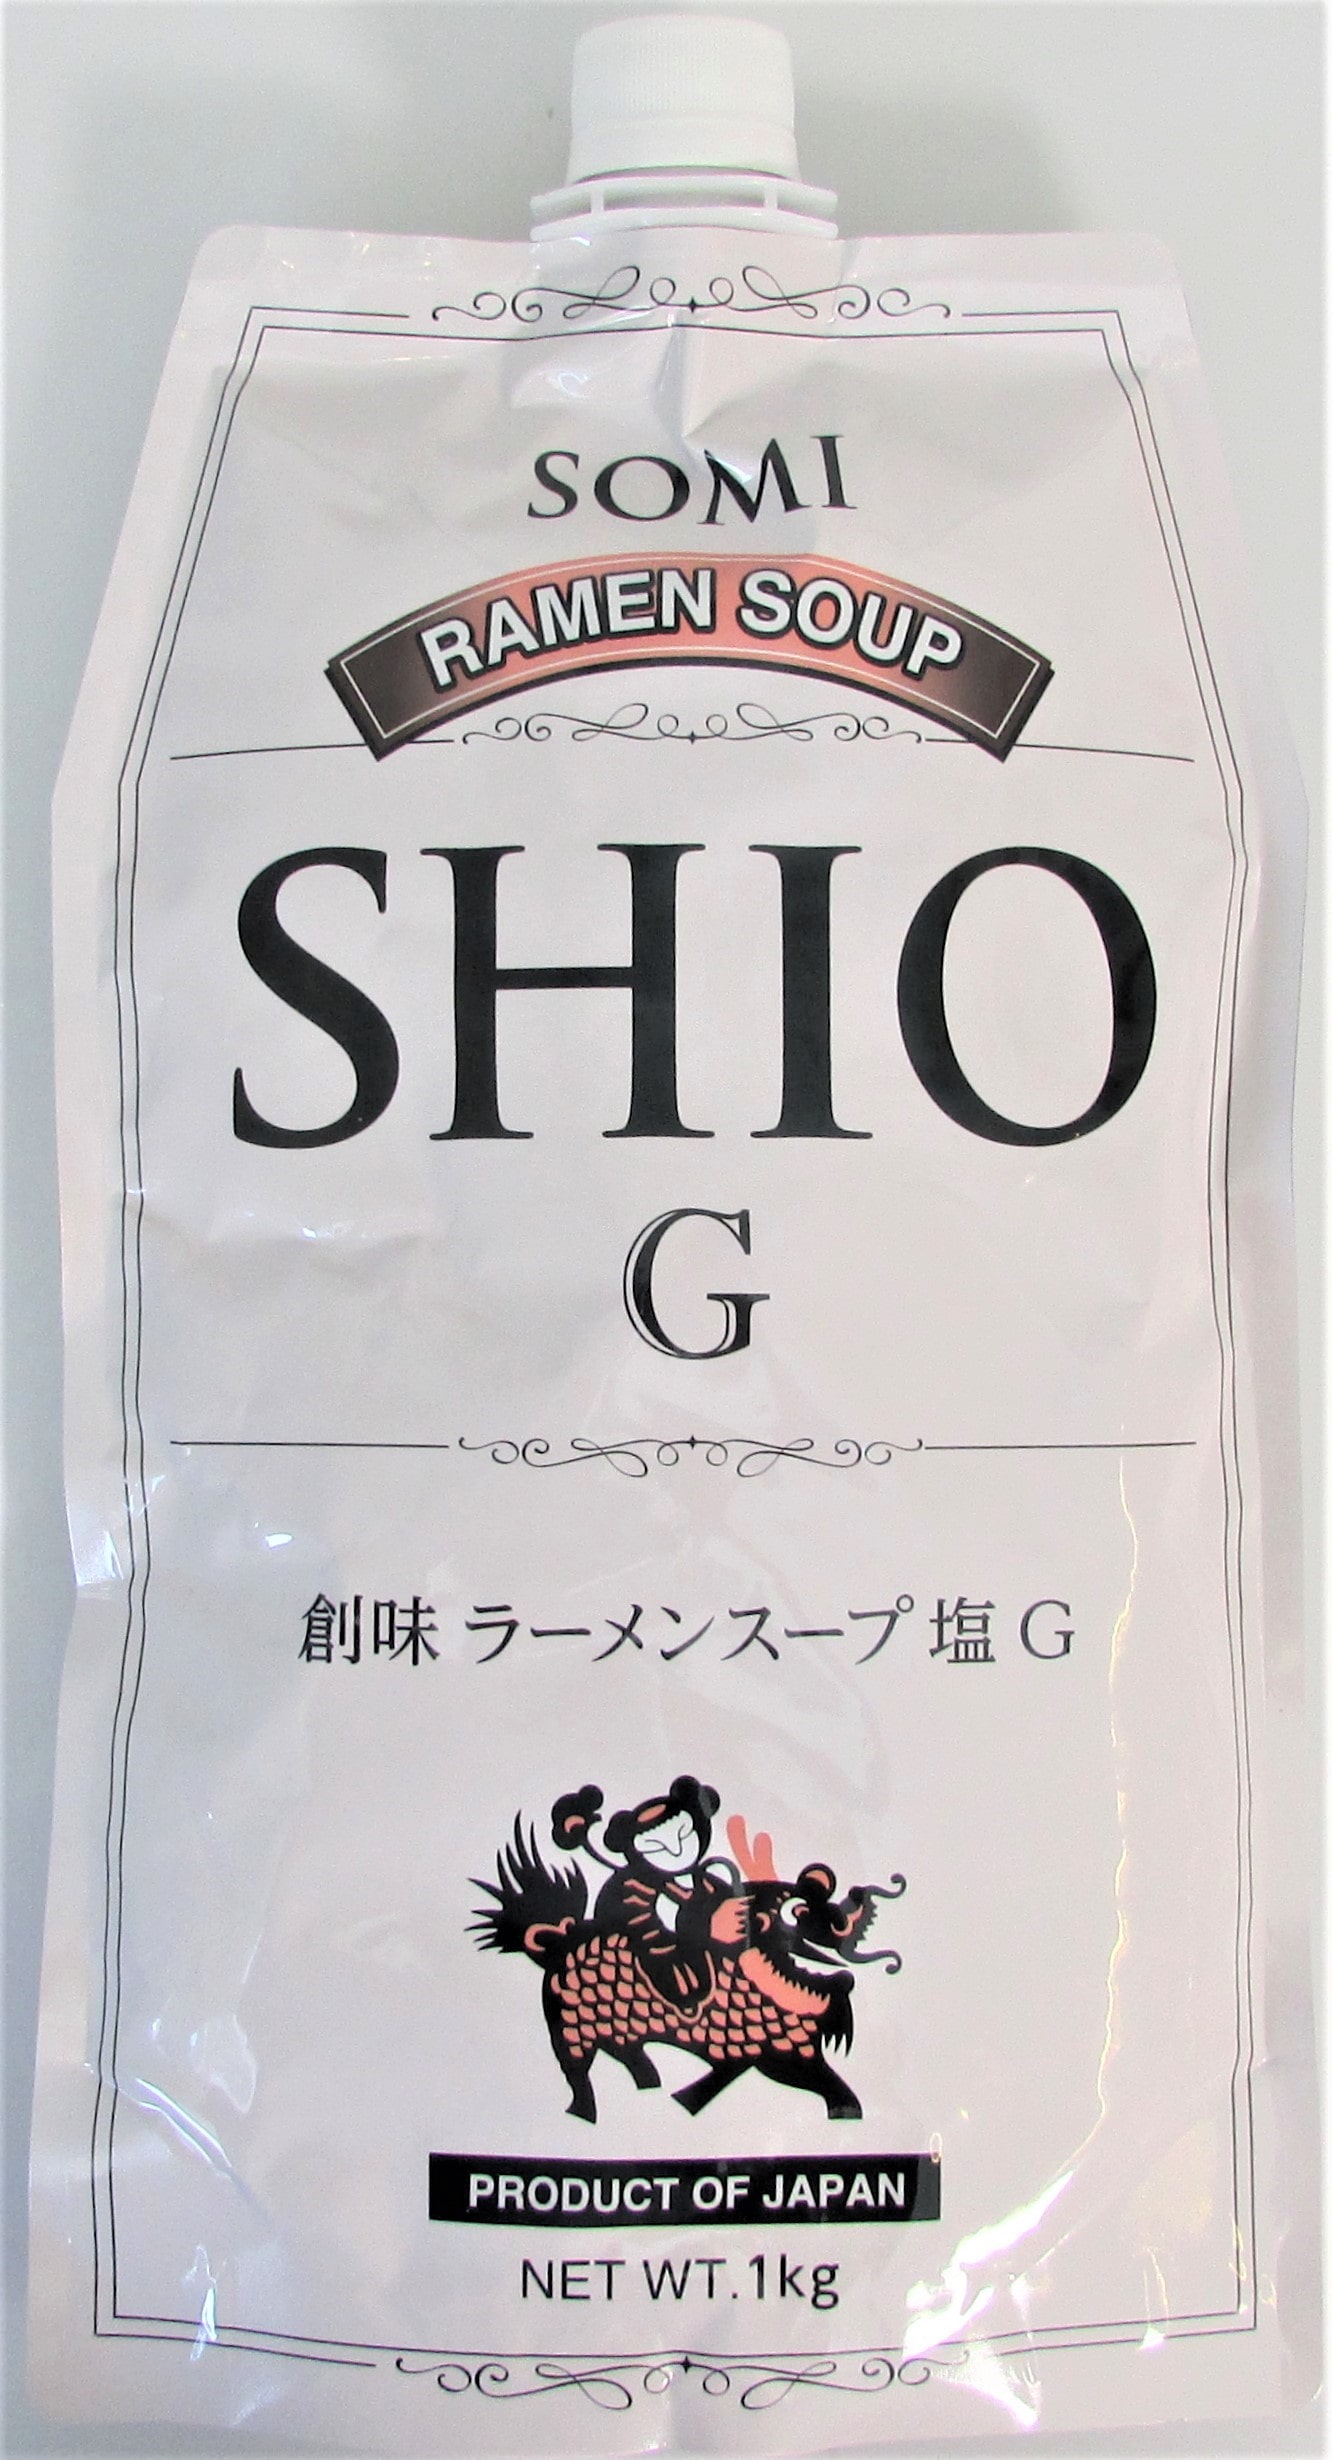 SOMI
RAMEN SOUP
SHIO
G
創味 ラーメンスープ 塩 G
PRODUCT OF JAPAN
NET WT.1kg